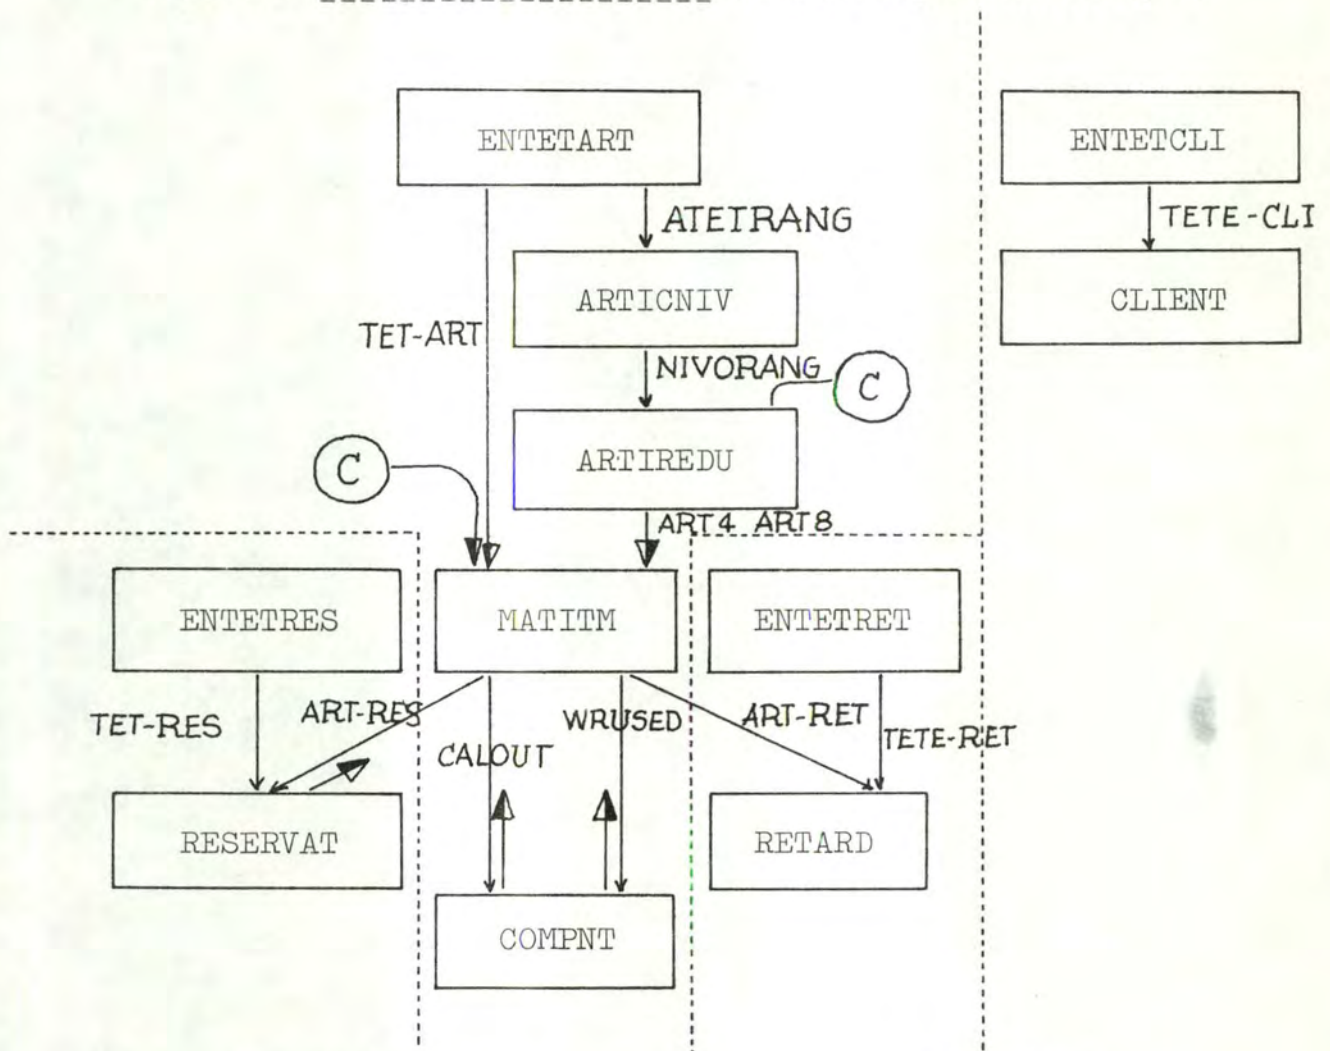 ENTETART
ENTETCLI
ATETRANG
TETE-CLI
ARTICNIV
CLIENT
TET-ART
NIVORANG
C
ARTIREDU
C
ART4 ART8
ENTETRES
MATITM
ENTETRET
TET-RES
ART-RES
WRUSED
ART-RET
TETE-RET
CALOUT
RESERVAT
RETARD
COMPNT